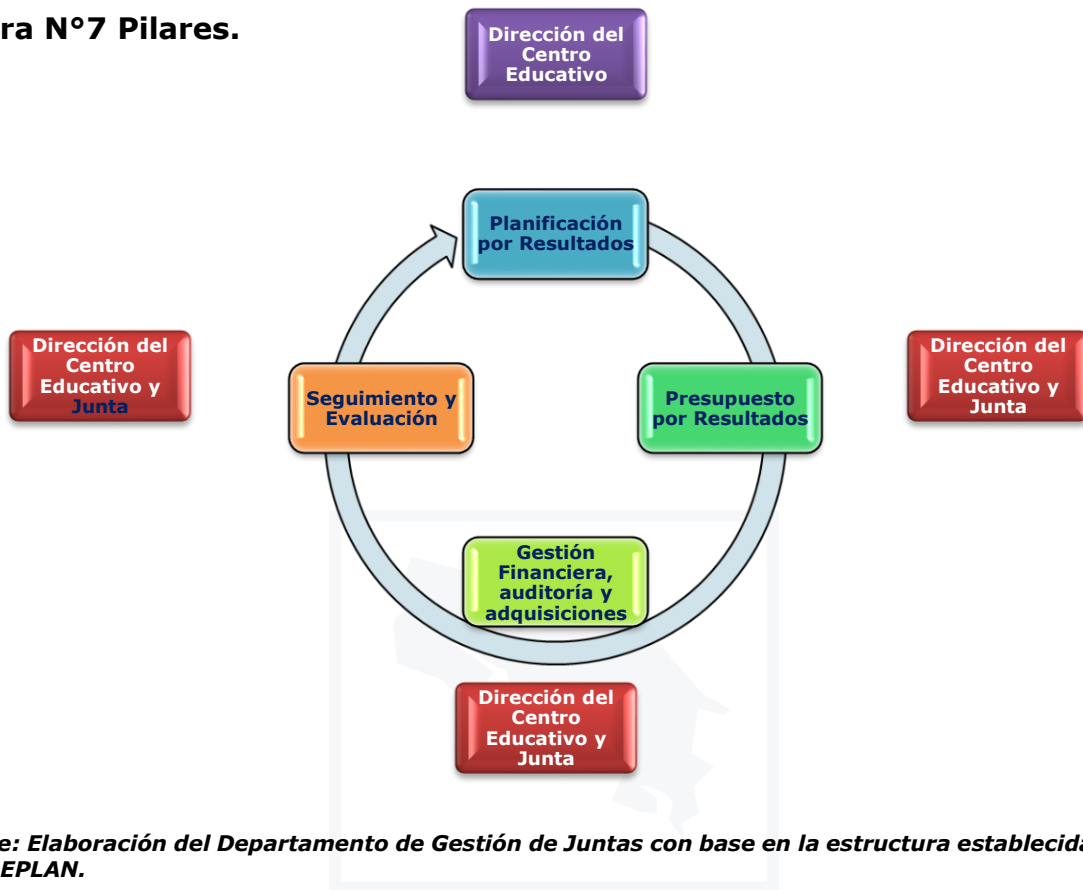 ra N°7 Pilares.
Dirección del
Centro
Educativo
Planificación
por Resultados
Dirección del
Centro
Educativo y
Junta
Seguimiento y
Evaluación
Presupuesto
por Resultados
Dirección del
Centro
Educativo y
Junta
Gestión
Financiera,
auditoría y
adquisiciones
Dirección del
Centro
Educativo y
Junta
e: Elaboración del Departamento de Gestión de Juntas con base en la estructura establecida
EPLAN.